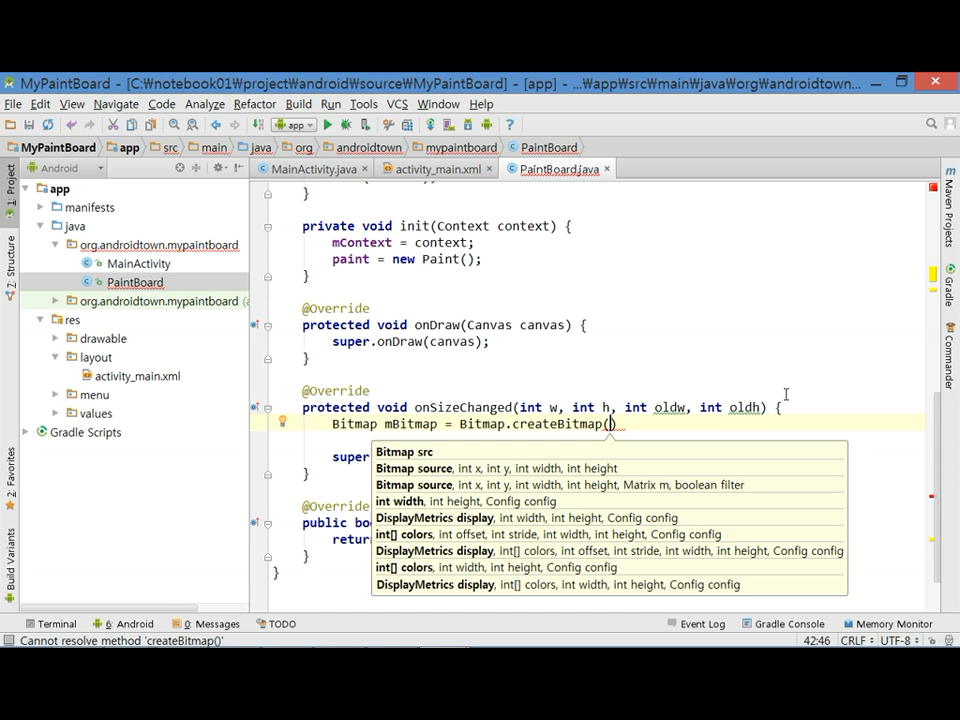 MyPaintBoard - [C:₩notebook01₩project₩android₩source₩MyPaintBoard] - [app] - ...₩app₩src₩main₩java₩org₩androidtown...
File Edit View Navigate Code Analyze Refactor Build Run Tools VCS Window Help
app
MyPaintBoard app src main java org androidtown mypaintboard PaintBoard
Android
MainActivity.java × activity_main.xml × PaintBoard.java ×
1: Project
7: Structure
2: Favorites
Build Variants
app
manifests
java
org.androidtown.mypaintboard
MainActivity
PaintBoard
org.androidtown.mypaintboard
res
drawable
layout
activity_main.xml
menu
values
Gradle Scripts
}
private void init(Context context) {
mContext = context;
paint = new Paint();
}
@Override
protected void onDraw(Canvas canvas) {
super.onDraw(canvas);
}
@Override
protected void onSizeChanged(int w, int h, int oldw, int oldh) {
Bitmap mBitmap = Bitmap.createBitmap()
super
}
@Override
public bo
retur
}
}
Bitmap src
Bitmap source, int x, int y, int width, int height
Bitmap source, int x, int y, int width, int height, Matrix m, boolean filter
int width, int height, Config config
DisplayMetrics display, int width, int height, Config config
int[] colors, int offset, int stride, int width, int height, Config config
DisplayMetrics display, int[] colors, int offset, int stride, int width, int height, Config config
int[] colors, int width, int height, Config config
DisplayMetrics display, int[] colors, int width, int height, Config config
m Maven Projects
Gradle
Commander
Terminal 6: Android 0: Messages TODO Event Log Gradle Console Memory Monitor
Cannot resolve method 'createBitmap()' 42:46 CRLF UTF-8